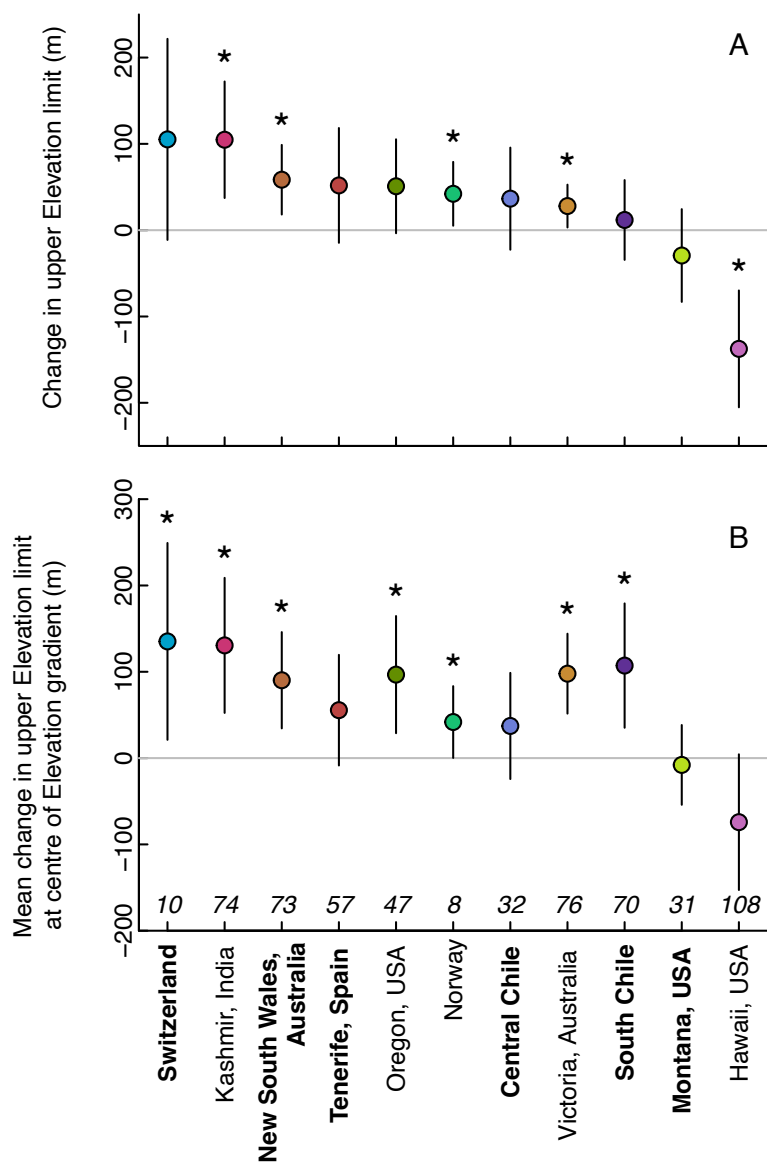 A
Change in upper Elevation limit (m)
200
100
0
−100
−200
* * * * *
B
Mean change in upper Elevation limit
at centre of Elevation gradient (m)
300
200
100
0
−100
−200
* * * * * * *
10 74 73 57 47 8 32 76 70 31 108
Switzerland
Kashmir, India
New South Wales,
Australia
Tenerife, Spain
Oregon, USA
Norway
Central Chile
Victoria, Australia
South Chile
Montana, USA
Hawaii, USA